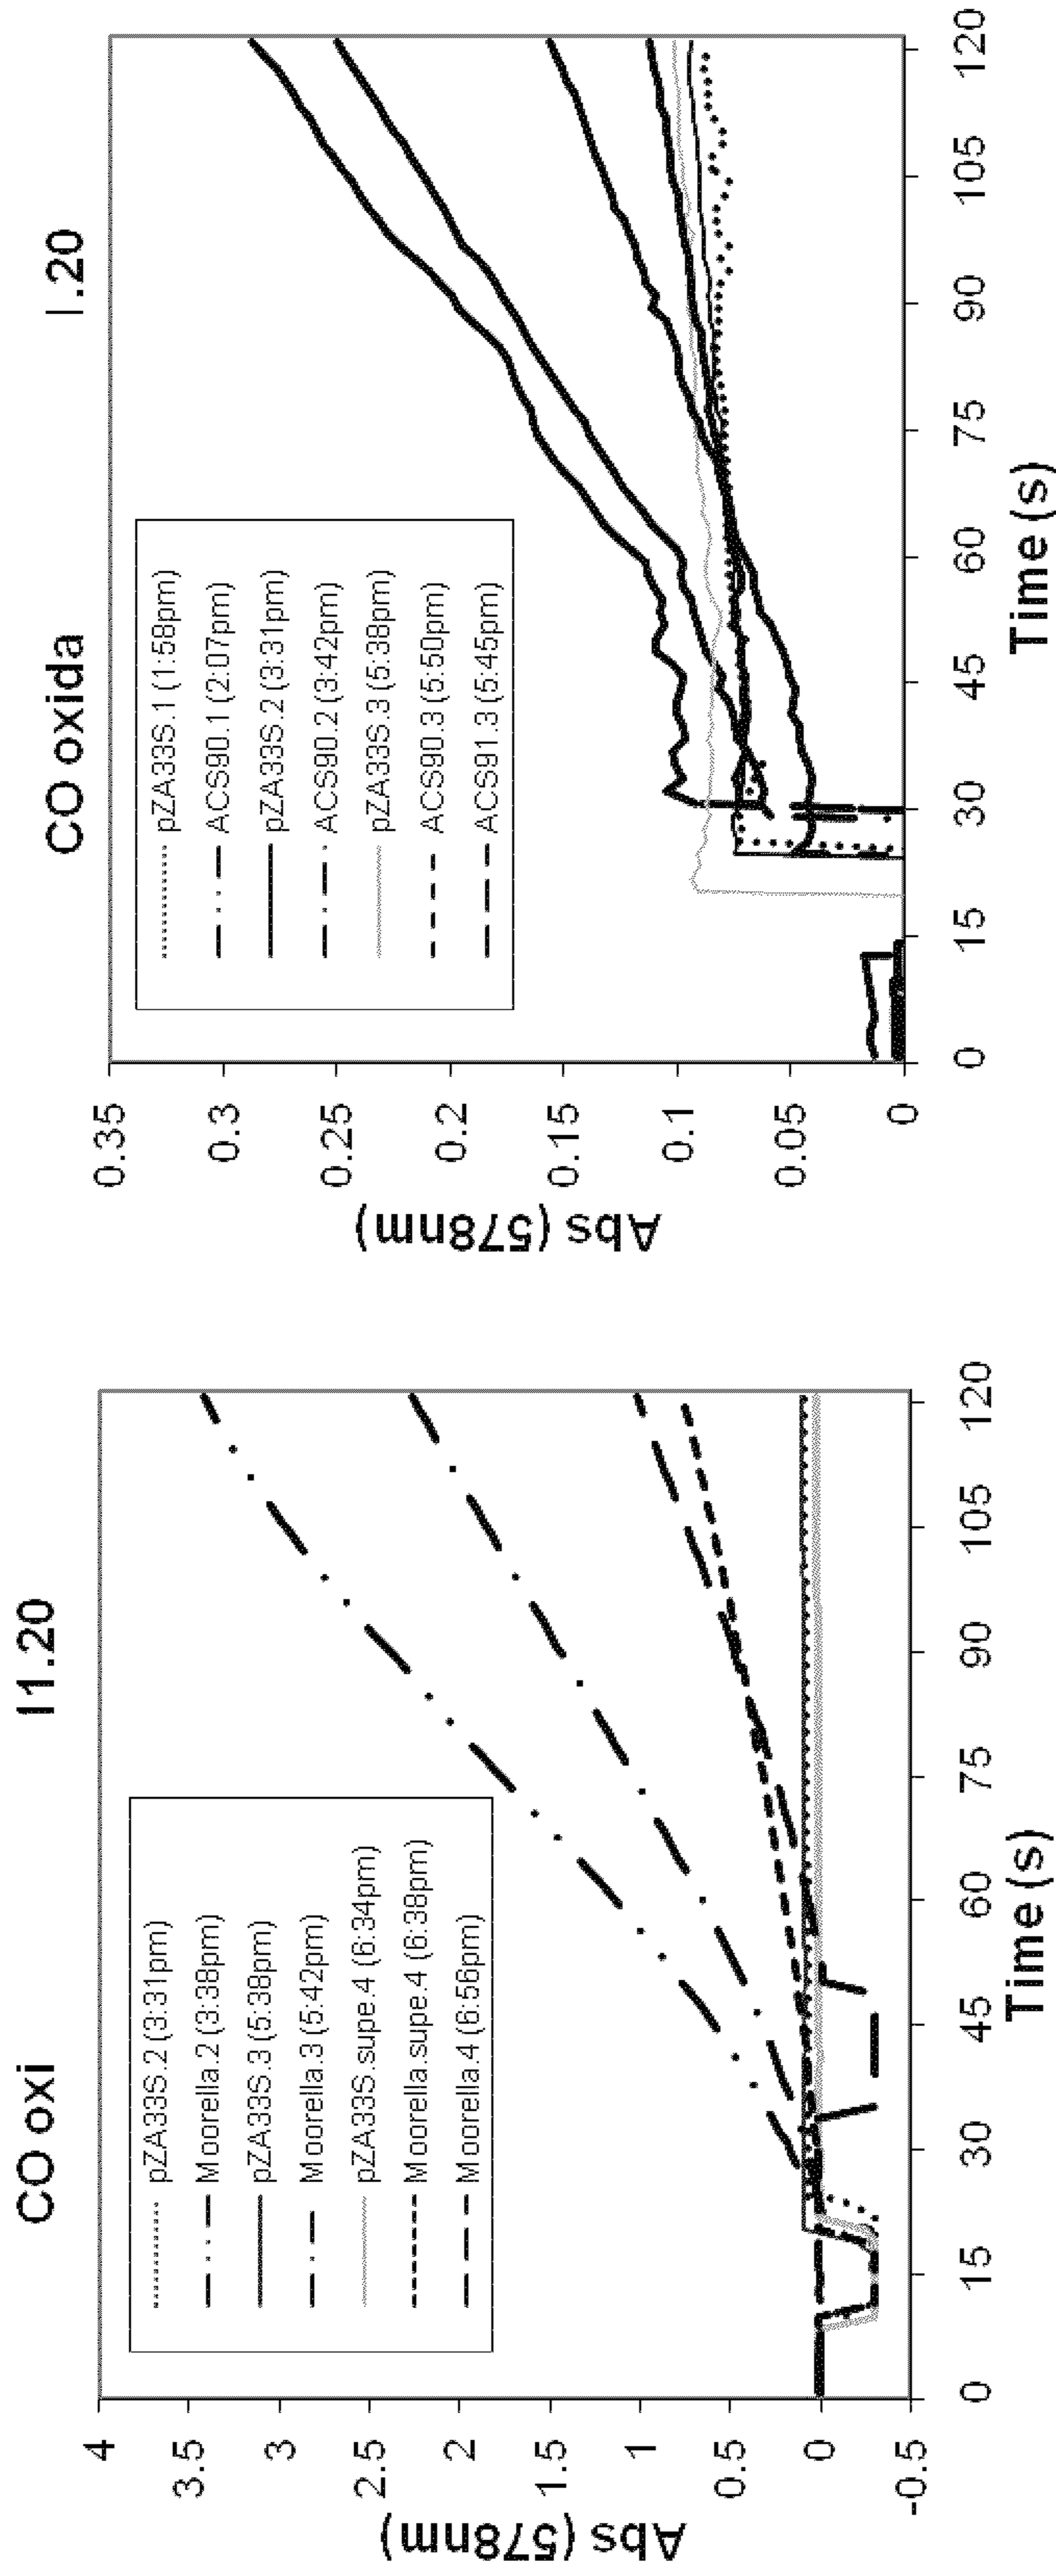 CO oxi I1.20
Abs (578nm)
4
3.5
3
2.5
2
1.5
1
0.5
0
-0.5
pZA33S.2 (3:31pm)
Moorella.2 (3:38pm)
pZA33S.3 (5:38pm)
Moorella.3 (5:42pm)
pZA33S.supe.4 (6:34pm)
Moorella.supe.4 (6:38pm)
Moorella.4 (6:56pm)
0 15 30 45 60 75 90 105 120
Time (s)
CO oxida I.20
Abs (578nm)
0.35
0.3
0.25
0.2
0.15
0.1
0.05
0
pZA33S.1 (1:58pm)
ACS90.1 (2:07pm)
pZA33S.2 (3:31pm)
ACS90.2 (3:42pm)
pZA33S.3 (5:38pm)
ACS90.3 (5:50pm)
ACS91.3 (5:45pm)
0 15 30 45 60 75 90 105 120
Time (s)